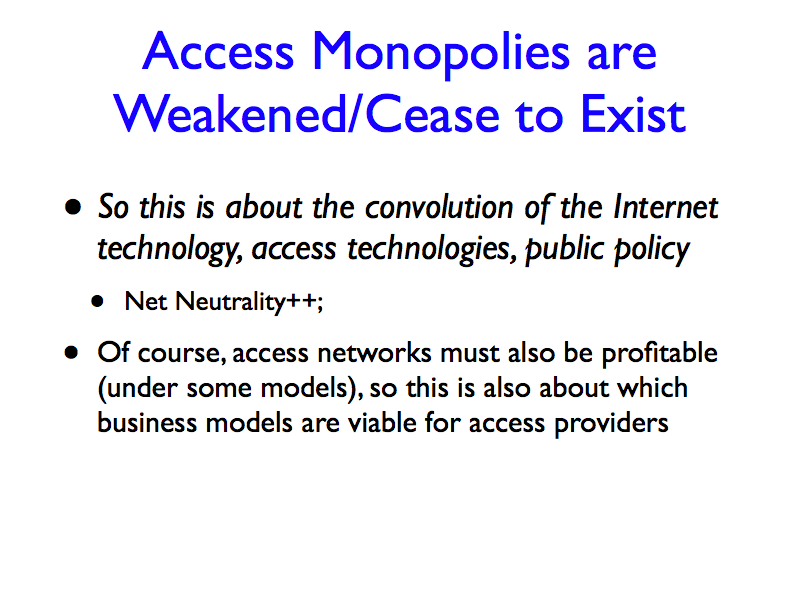 Access Monopolies are
Weakened/Cease to Exist
• So this is about the convolution of the Internet
technology, access technologies, public policy
• Net Neutrality++;
• Of course, access networks must also be profitable
(under some models), so this is also about which
business models are viable for access providers